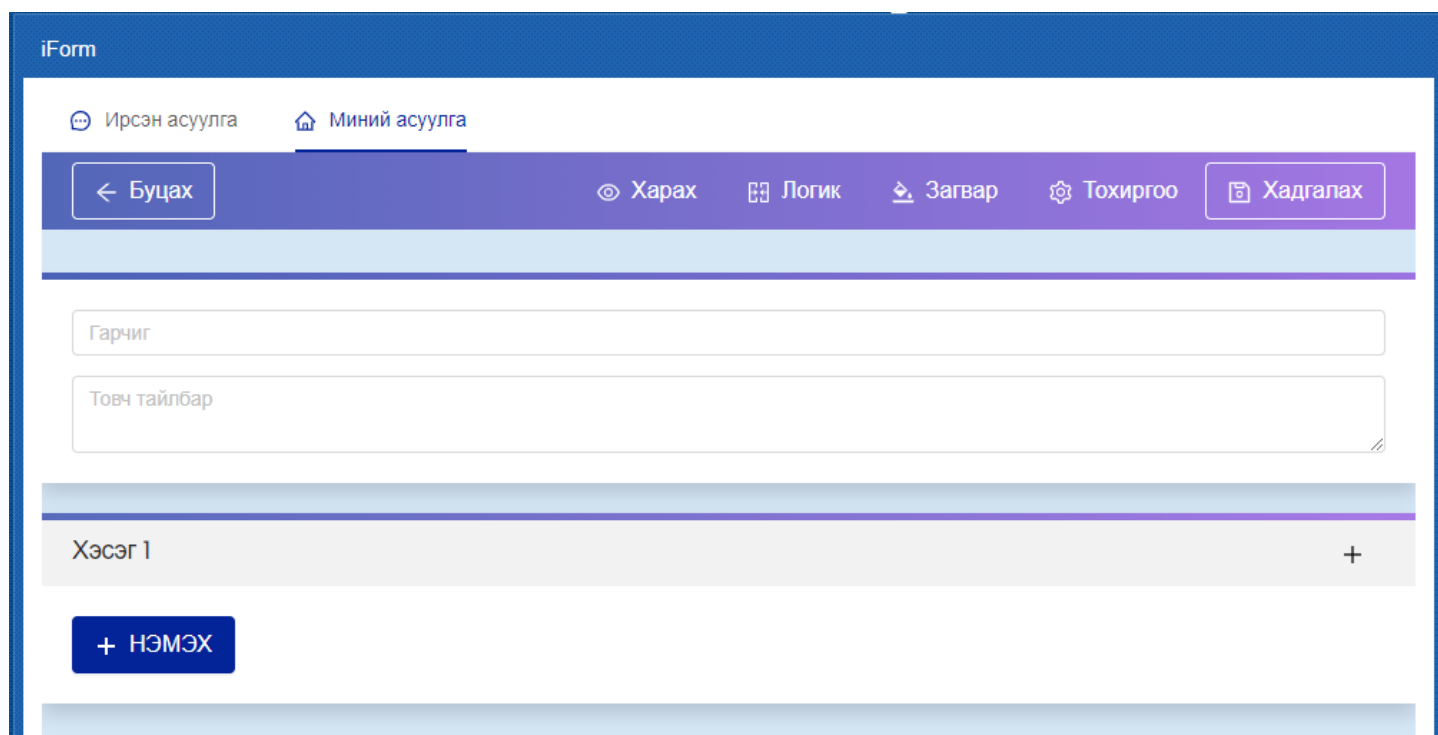 iForm
Ирсэн асуулга Миний асуулга
Буцах Харах Логик Загвар Тохиргоо Хадгалах
Гарчиг
Товч тайлбар
Хэсэг 1
+ НЭМЭХ